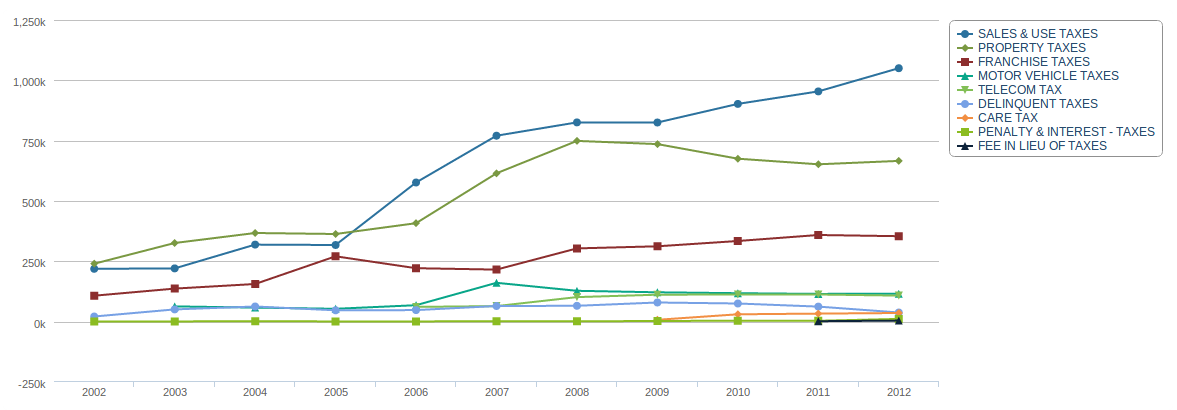 1,250k
1,000k
750k
500k
250k
0k
-250k
2002 2003 2004 2005 2006 2007 2008 2009 2010 2011 2012
SALES & USE TAXES
PROPERTY TAXES
FRANCHISE TAXES
MOTOR VEHICLE TAXES
TELECOM TAX
DELINQUENT TAXES
CARE TAX
PENALTY & INTEREST - TAXES
FEE IN LIEU OF TAXES